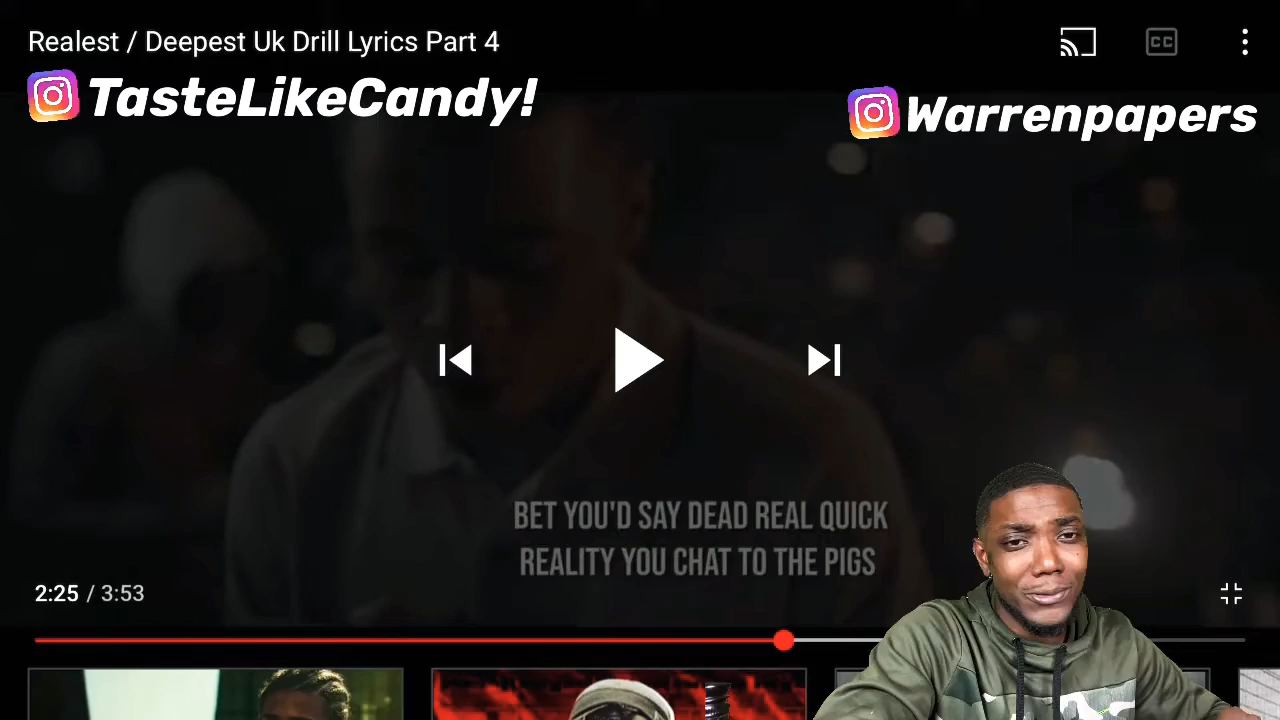 Realest / Deepest Uk Drill Lyrics Part 4
CC
TasteLikeCandy!
Warrenpapers
BET YOU'D SAY DEAD REAL QUICK
REALITY YOU CHAT TO THE PIGS
2:25 / 3:53